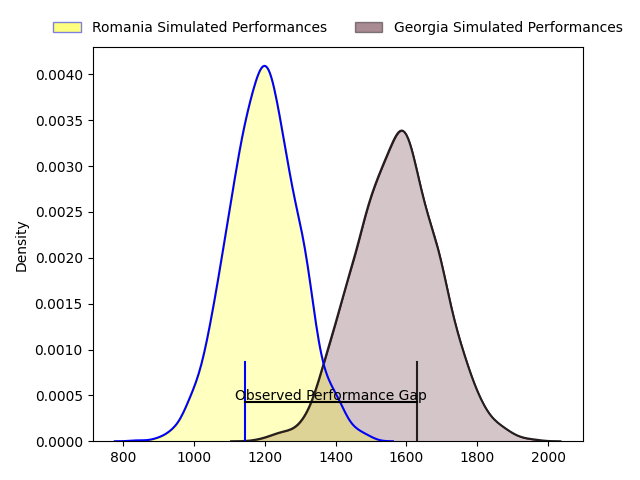 Romania Simulated Performances Georgia Simulated Performances
0.0040
0.0035
0.0030
0.0025
0.0020
0.0015
0.0010
0.0005
0.0000
Density
Observed Performance Gap
800 1000 1200 1400 1600 1800 2000